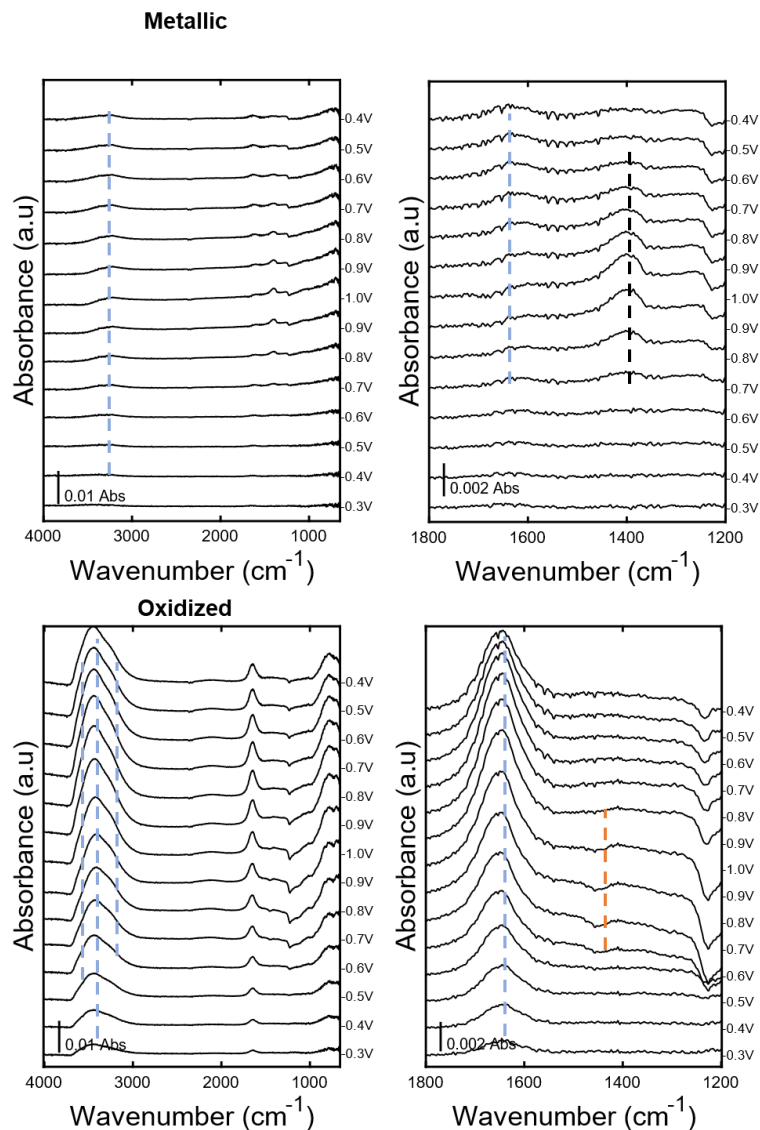 Metallic
Absorbance (a.u)
-0.4V
-0.5V
-0.6V
-0.7V
-0.8V
-0.9V
-1.0V
-0.9V
-0.8V
-0.7V
-0.6V
-0.5V
-0.4V
-0.3V
0.01 Abs
4000 3000 2000 1000
Wavenumber (cm⁻¹)
Absorbance (a.u)
-0.4V
-0.5V
-0.6V
-0.7V
-0.8V
-0.9V
-1.0V
-0.9V
-0.8V
-0.7V
-0.6V
-0.5V
-0.4V
-0.3V
0.002 Abs
1800 1600 1400 1200
Wavenumber (cm⁻¹)
Oxidized
Absorbance (a.u)
-0.4V
-0.5V
-0.6V
-0.7V
-0.8V
-0.9V
-1.0V
-0.9V
-0.8V
-0.7V
-0.6V
-0.5V
-0.4V
-0.3V
0.01 Abs
4000 3000 2000 1000
Wavenumber (cm⁻¹)
Absorbance (a.u)
-0.4V
-0.5V
-0.6V
-0.7V
-0.8V
-0.9V
-1.0V
-0.9V
-0.8V
-0.7V
-0.6V
-0.5V
-0.4V
-0.3V
0.002 Abs
1800 1600 1400 1200
Wavenumber (cm⁻¹)